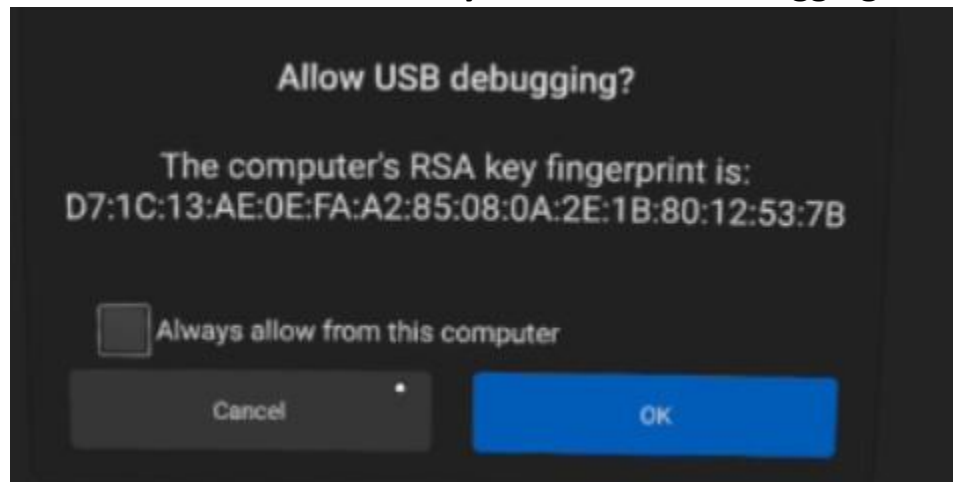 Allow USB debugging?
The computer's RSA key fingerprint is:
D7:1C:13:AE:0E:FA:A2:85:08:0A:2E:1B:80:12:53:7B
Always allow from this computer
Cancel
OK